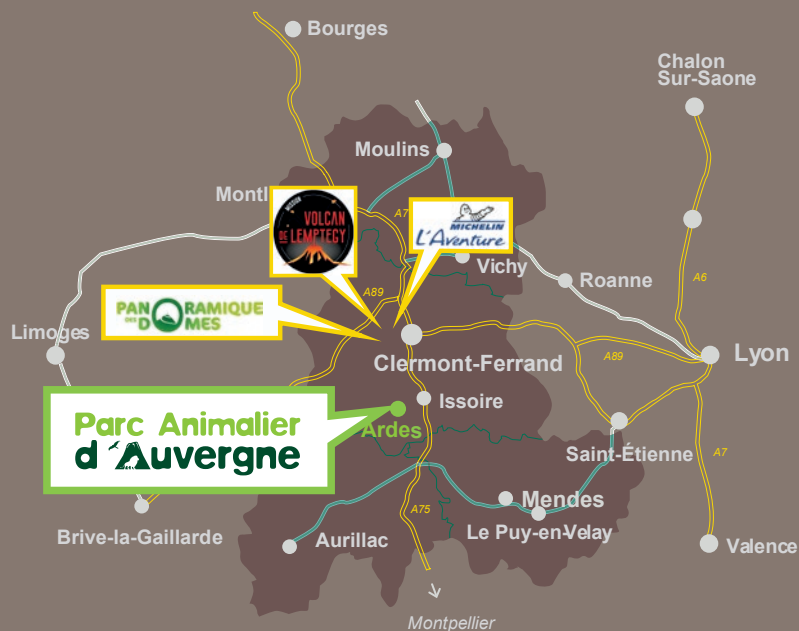 Bourges
Chalon
Sur-Saone
Moulins
Montl
MISSION
VOLCAN
DE LEMPTEGY
A7
MICHELIN
L'Aventure
Vichy
Roanne
A6
A89
PANORAMIQUE
DES DÔMES
Limoges
Clermont-Ferrand
A89
Lyon
Parc Animalier
d'Auvergne
Ardes
Issoire
Saint-Étienne
A7
Mendes
A75
Le Puy-en-Velay
Brive-la-Gaillarde
Aurillac
Valence
Montpellier